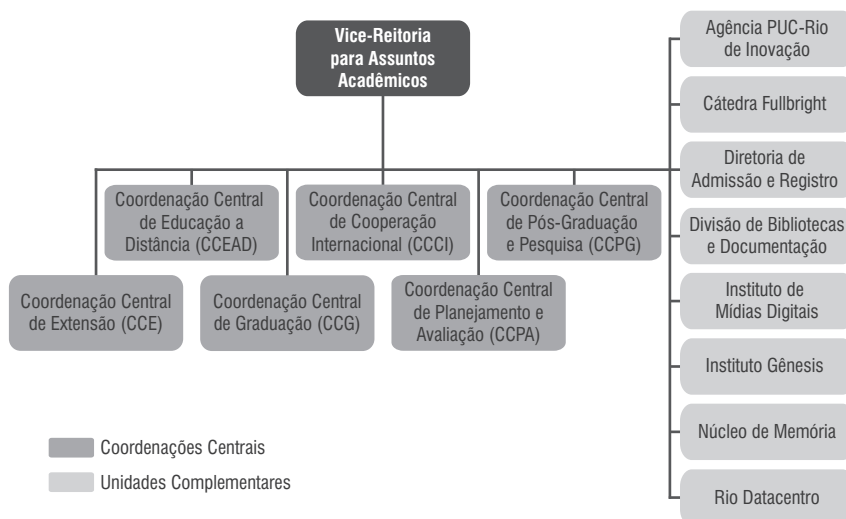 Vice-Reitoria
para Assuntos
Acadêmicos
Agência PUC-Rio
de Inovação
Cátedra Fullbright
Diretoria de
Admissão e Registro
Divisão de Bibliotecas
e Documentação
Instituto de
Mídias Digitais
Instituto Gênesis
Núcleo de Memória
Rio Datacentro
Coordenação Central
de Educação a
Distância (CCEAD)
Coordenação Central
de Cooperação
Internacional (CCCI)
Coordenação Central
de Pós-Graduação
e Pesquisa (CCPG)
Coordenação Central
de Extensão (CCE)
Coordenação Central
de Graduação (CCG)
Coordenação Central
de Planejamento e
Avaliação (CCPA)
Coordenações Centrais
Unidades Complementares